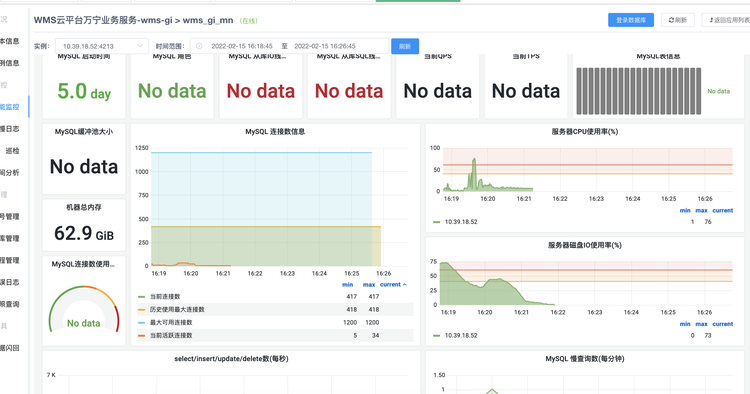 况
WMS云平台万宁业务服务-wms-gi > wms_gi_mn (在线)
登录数据库
刷新
返回应用列表
本信息
例信息
控
能监控
慢日志
巡检
间分析
理
号管理
库管理
程管理
误日志
照查询
具
据闪回
实例:
10.39.18.52:4213
时间范围:
2022-02-15 16:18:45 至 2022-02-15 16:26:45
刷新
MySQL 启动时间
5.0 day
MySQL 角色
No data
MySQL 从库IO线...
No data
MySQL 从库SQL线...
No data
当前QPS
No data
当前TPS
No data
MySQL表信息
No data
MySQL缓冲池大小
No data
机器总内存
62.9 GiB
MySQL连接数使用...
No data
MySQL 连接数信息
1250
1000
750
500
250
0
16:19 16:20 16:21 16:22 16:23 16:24 16:25 16:26
min max current
当前连接数 417 417
历史使用最大连接数 418 418
最大可用连接数 1200 1200
当前活跃连接数 5 34
服务器CPU使用率(%)
100
50
0
16:19 16:20 16:21 16:22 16:23 16:24 16:25 16:26
min max current
10.39.18.52 1 76
服务器磁盘IO使用率(%)
75
50
25
0
16:19 16:20 16:21 16:22 16:23 16:24 16:25 16:26
min max current
10.39.18.52 0 73
select/insert/update/delete数(每秒)
7 K
MySQL 慢查询数(每分钟)
1.50
1